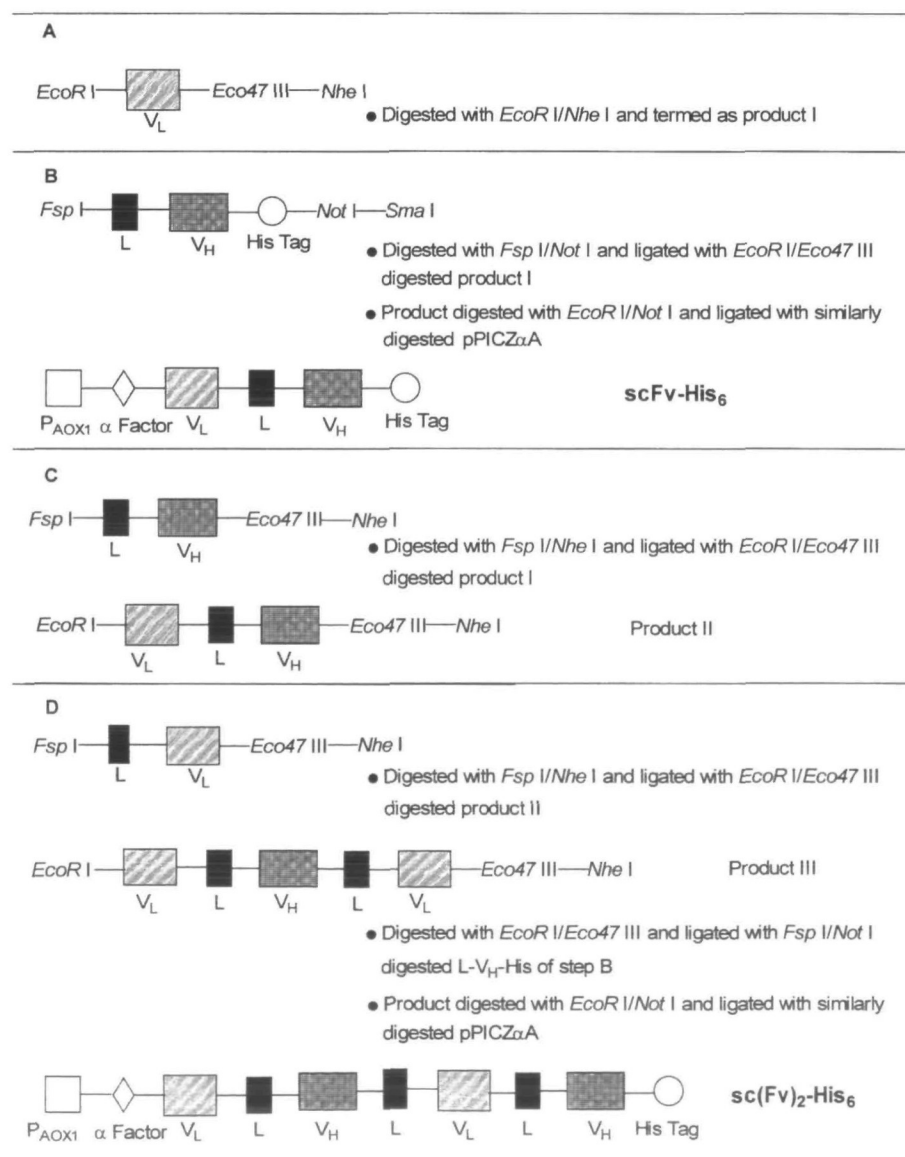 A
EcoR I Eco47 III Nhe I
VL
● Digested with EcoR I/Nhe I and termed as product I
B
Fsp I Not I Sma I
L VH His Tag
● Digested with Fsp I/Not I and ligated with EcoR I/Eco47 III
digested product I
● Product digested with EcoR I/Not I and ligated with similarly
digested pPICZαA
scFv-His6
PAOX1 α Factor VL L VH His Tag
C
Fsp I Eco47 III Nhe I
L VH
● Digested with Fsp I/Nhe I and ligated with EcoR I/Eco47 III
digested product I
EcoR I Eco47 III Nhe I Product II
VL L VH
D
Fsp I Eco47 III Nhe I
L VL
● Digested with Fsp I/Nhe I and ligated with EcoR I/Eco47 III
digested product II
EcoR I Eco47 III Nhe I Product III
VL L VH L VL
● Digested with EcoR I/Eco47 III and ligated with Fsp I/Not I
digested L-VH-His of step B
● Product digested with EcoR I/Not I and ligated with similarly
digested pPICZαA
sc(Fv)2-His6
PAOX1 α Factor VL L VH L VL L VH His Tag